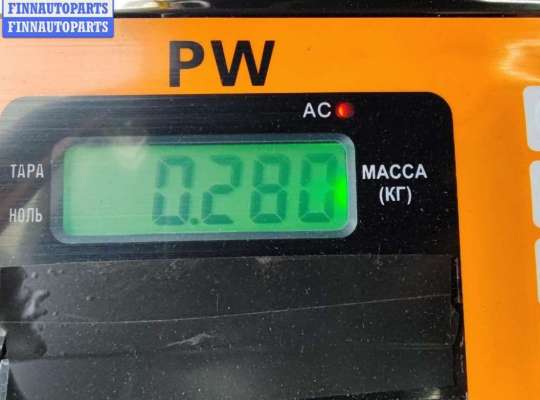 FINNAUTOPARTS
FINNAUTOPARTS
PW
AC
ТАРА
НОЛЬ
0.280
МАССА
(КГ)